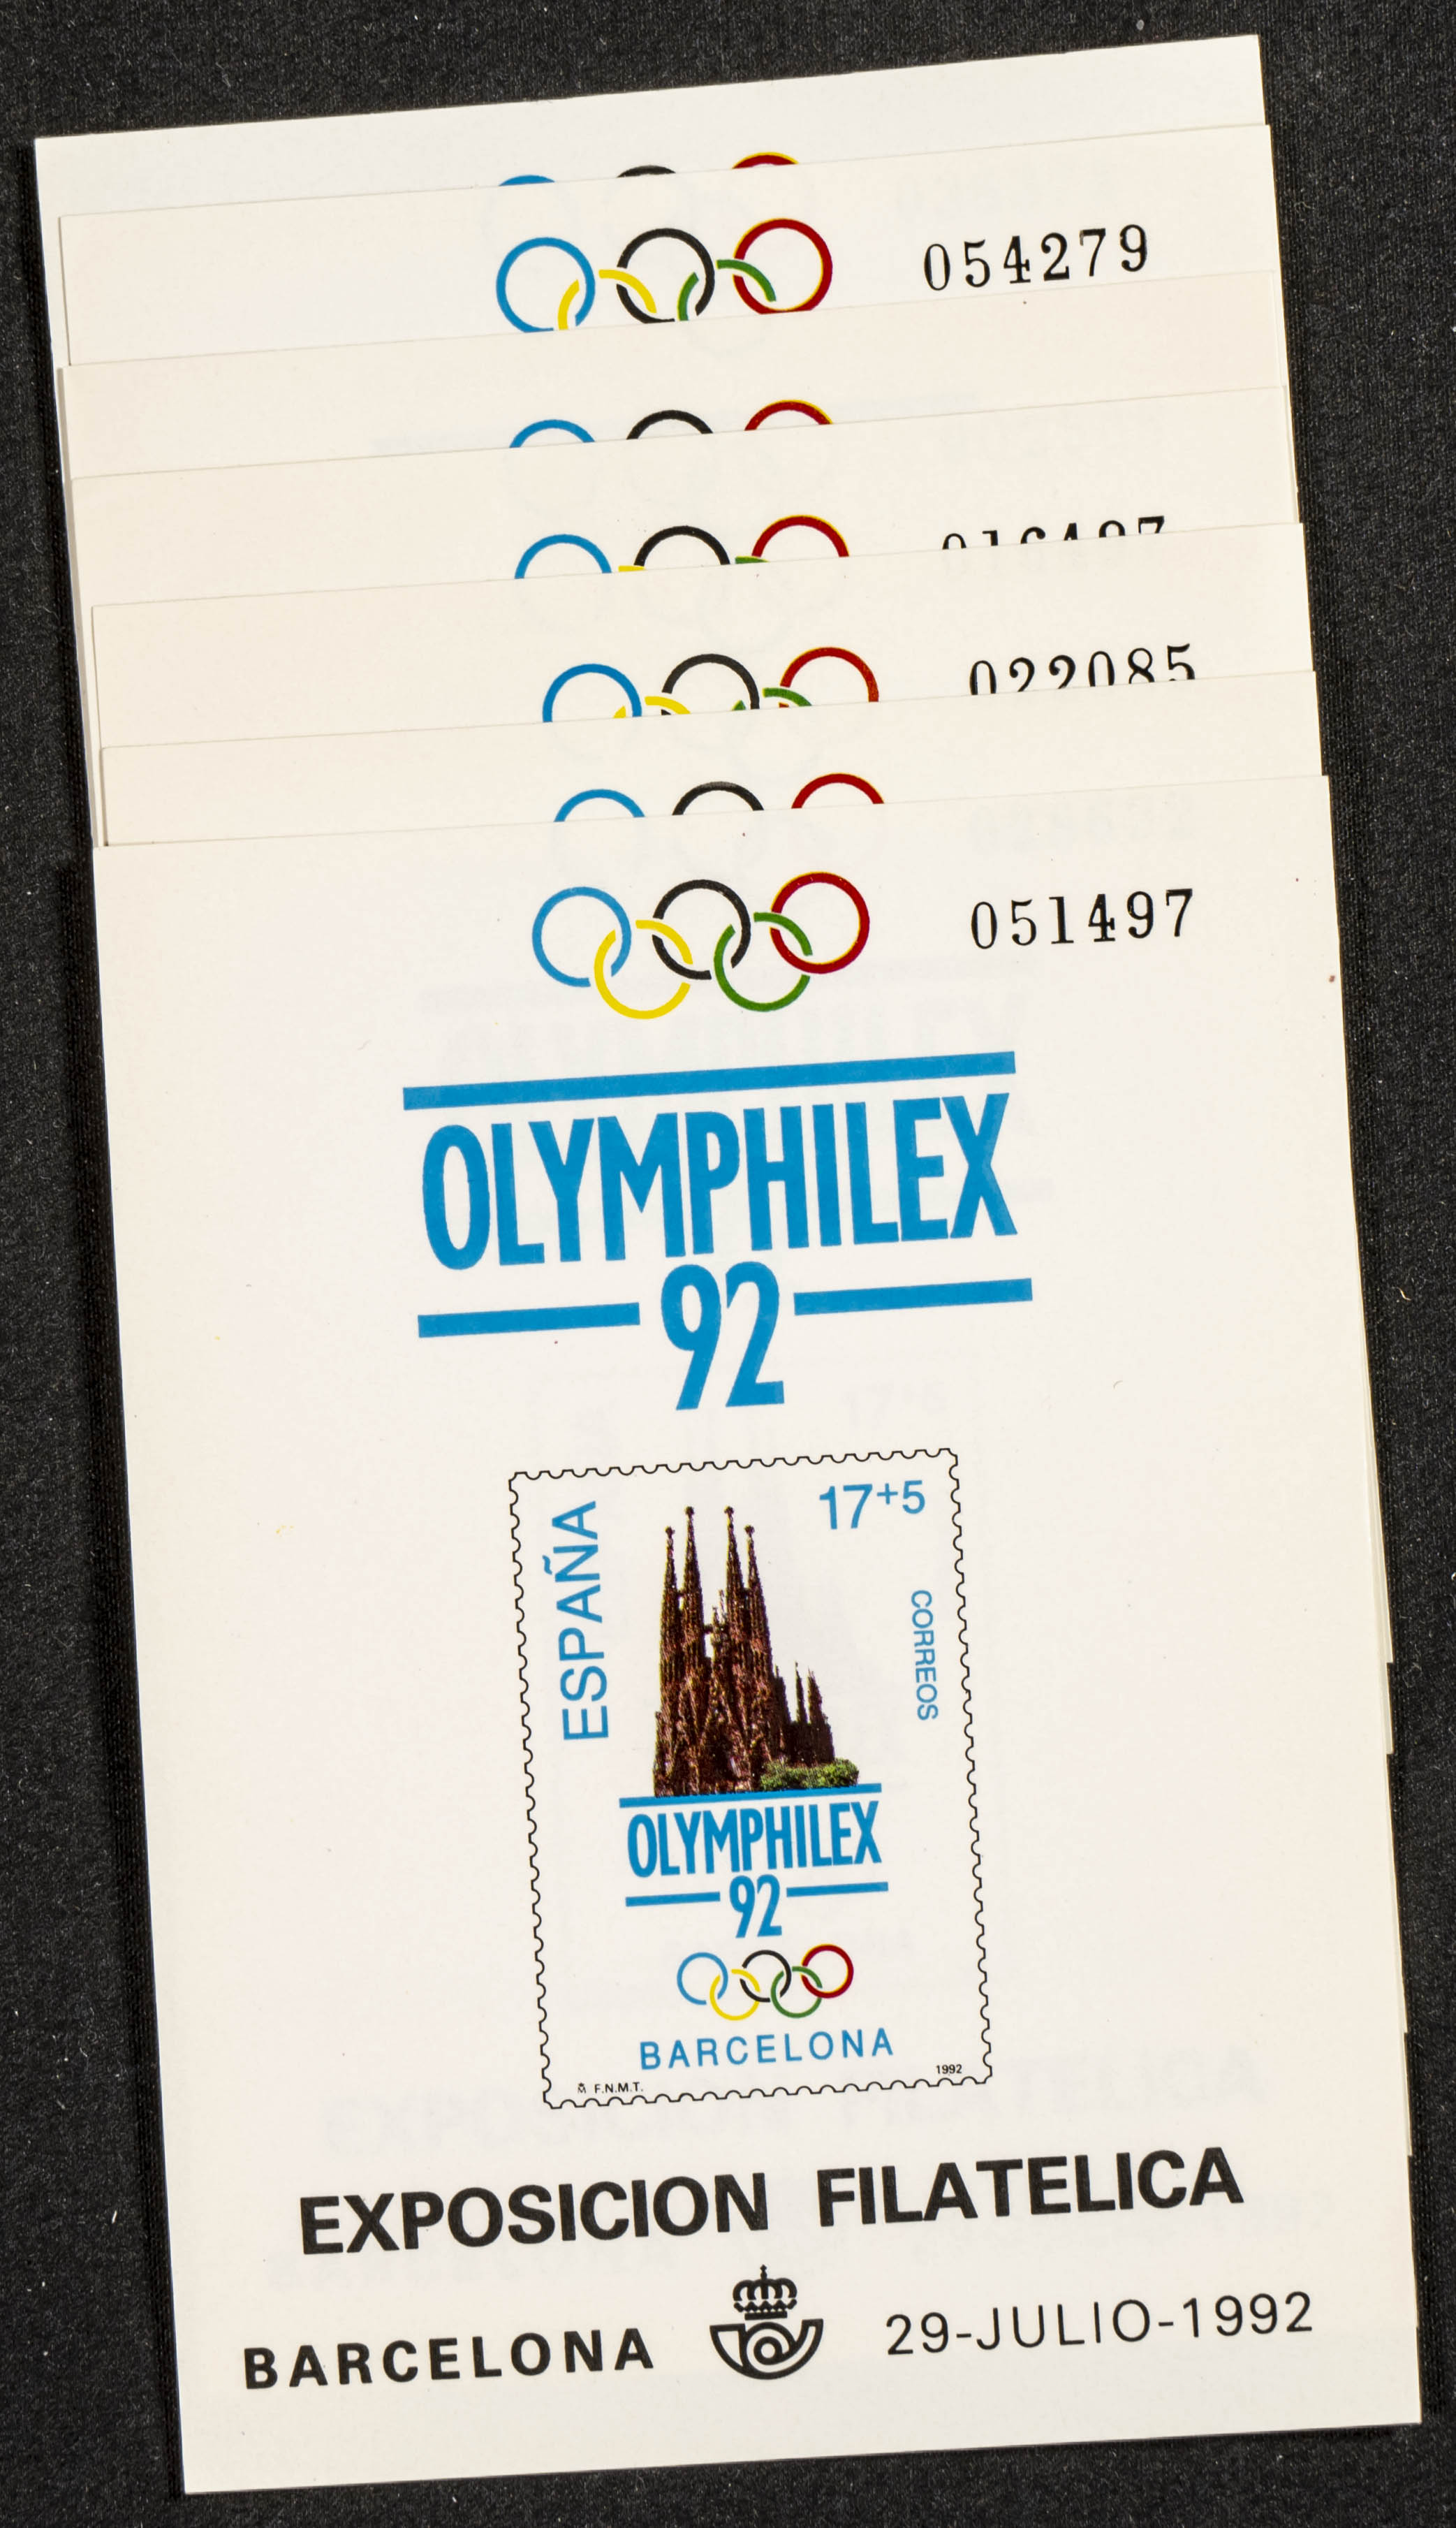 054279
022085
051497
OLYMPHILEX
92
17+5
ESPAÑA
CORREOS
OLYMPHILEX
92
BARCELONA
F.N.M.T.
1992
EXPOSICION FILATELICA
BARCELONA
29-JULIO-1992